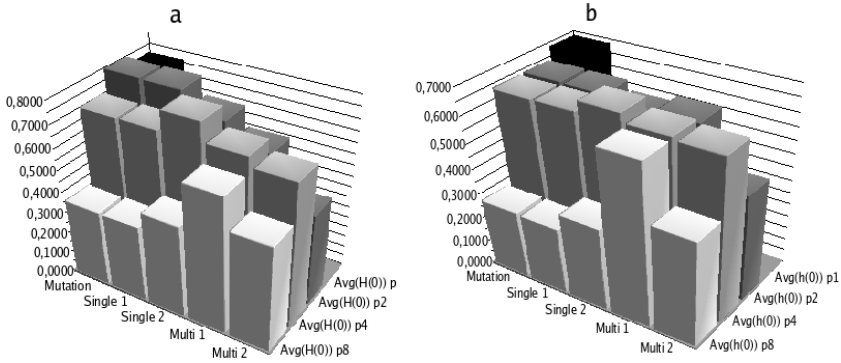 a
0,8000
0,7000
0,6000
0,5000
0,4000
0,3000
0,2000
0,1000
0,0000
Mutation
Single 1
Single 2
Multi 1
Multi 2
Avg(H(0)) p
Avg(H(0)) p2
Avg(H(0)) p4
Avg(H(0)) p8
b
0,7000
0,6000
0,5000
0,4000
0,3000
0,2000
0,1000
0,0000
Mutation
Single 1
Single 2
Multi 1
Multi 2
Avg(h(0)) p1
Avg(h(0)) p2
Avg(h(0)) p4
Avg(h(0)) p8